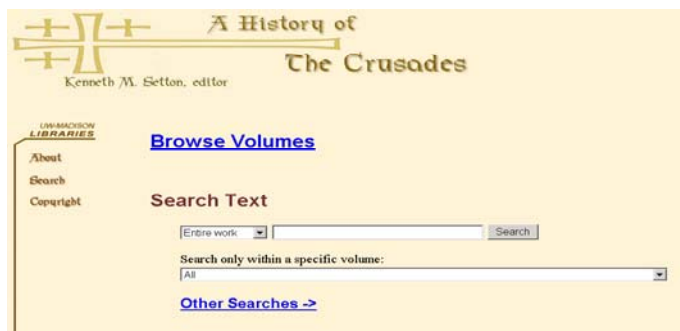 A History of
The Crusades
Kenneth M. Setton, editor
UW-MADISON
LIBRARIES
About
Search
Copyright
Browse Volumes
Search Text
Entire work
Search
Search only within a specific volume:
All
Other Searches ->